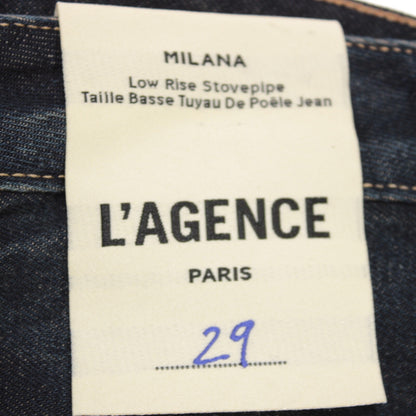 MILANA
Low Rise Stovepipe
Taille Basse Tuyau De Poêle Jean
L'AGENCE
PARIS
29